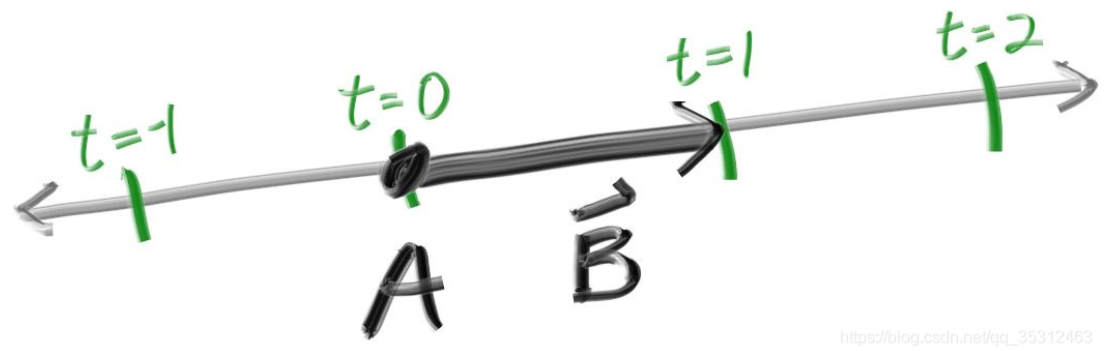 t=-1
t=0
t=1
t=2
A
B⃗
https://blog.csdn.net/qq_35312463